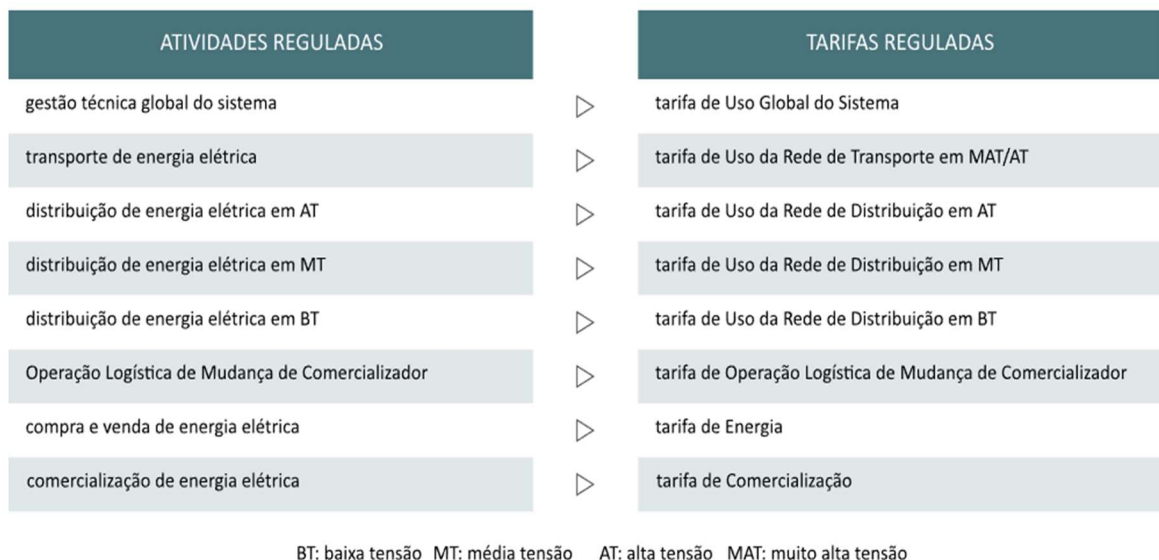 ATIVIDADES REGULADAS
TARIFAS REGULADAS
gestão técnica global do sistema
tarifa de Uso Global do Sistema
transporte de energia elétrica
tarifa de Uso da Rede de Transporte em MAT/AT
distribuição de energia elétrica em AT
tarifa de Uso da Rede de Distribuição em AT
distribuição de energia elétrica em MT
tarifa de Uso da Rede de Distribuição em MT
distribuição de energia elétrica em BT
tarifa de Uso da Rede de Distribuição em BT
Operação Logística de Mudança de Comercializador
tarifa de Operação Logística de Mudança de Comercializador
compra e venda de energia elétrica
tarifa de Energia
comercialização de energia elétrica
tarifa de Comercialização
BT: baixa tensão MT: média tensão AT: alta tensão MAT: muito alta tensão